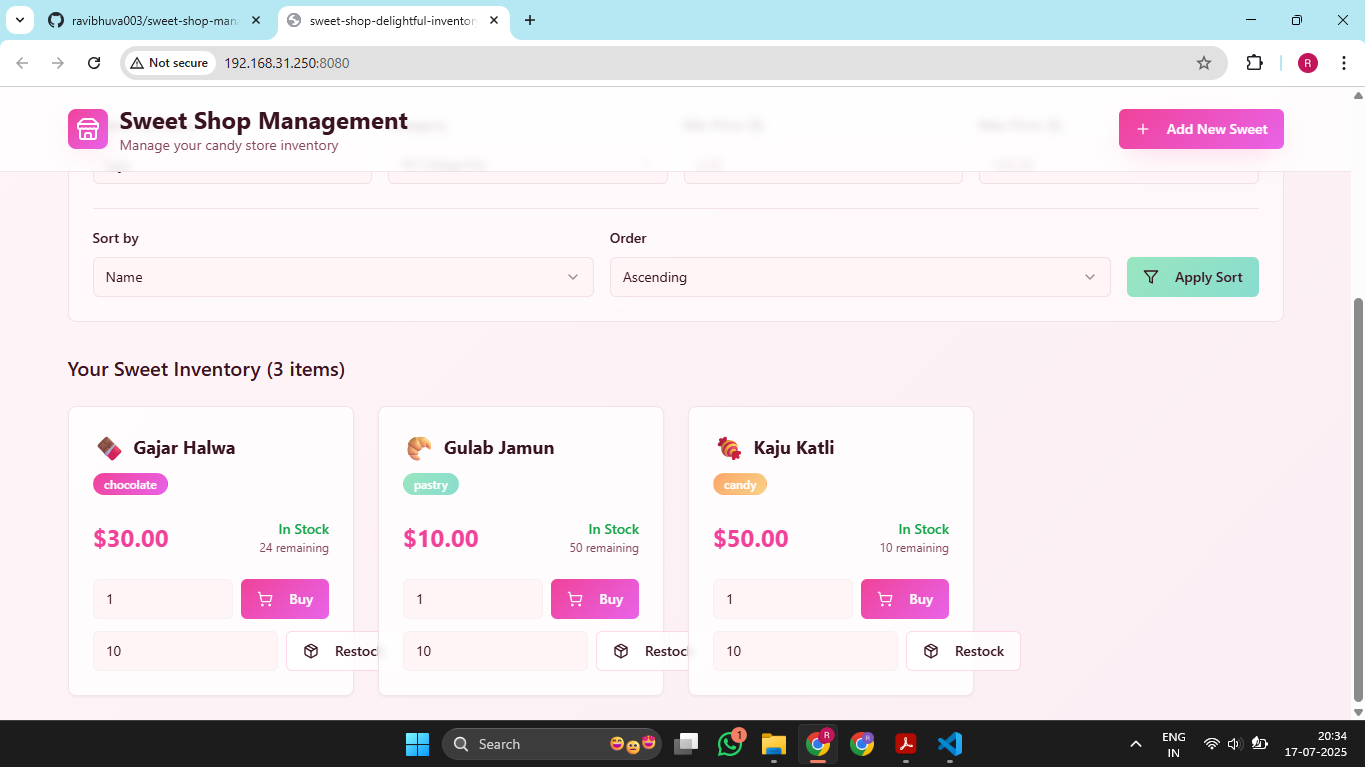 ravibhuva003/sweet-shop-man
sweet-shop-delightful-inventor
Not secure
192.168.31.250:8080
R
Sweet Shop Management
Manage your candy store inventory
Add New Sweet
Sort by
Order
Name
Ascending
Apply Sort
Your Sweet Inventory (3 items)
Gajar Halwa
chocolate
$30.00
In Stock
24 remaining
1
Buy
10
Restoc
Gulab Jamun
pastry
$10.00
In Stock
50 remaining
1
Buy
10
Restoc
Kaju Katli
candy
$50.00
In Stock
10 remaining
1
Buy
10
Restock
Search
1
R
ENG
IN
20:34
17-07-2025